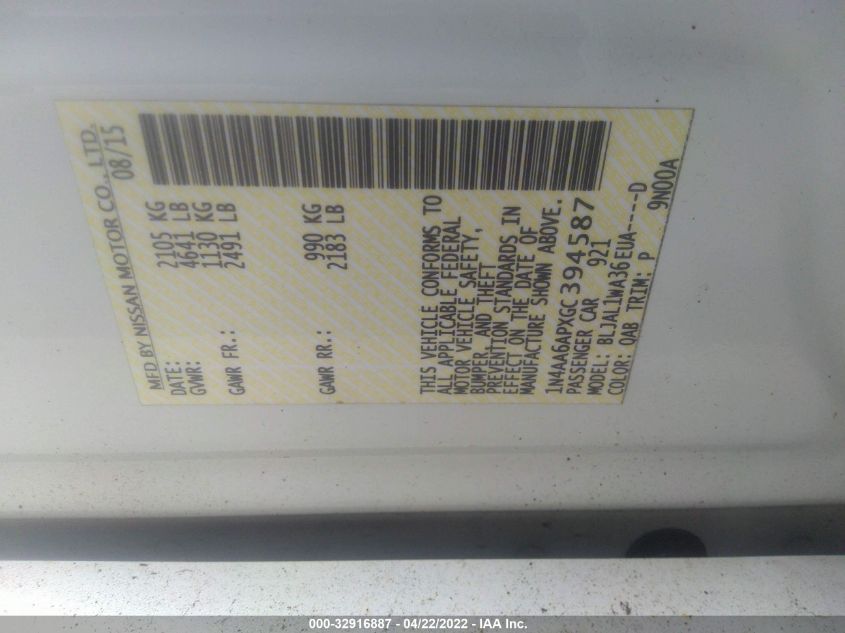 MFD BY NISSAN MOTOR CO., LTD.
DATE: 08/15
GVWR: 2105 KG
4641 LB
GAWR FR.: 1130 KG
2491 LB
GAWR RR.: 990 KG
2183 LB
THIS VEHICLE CONFORMS TO
ALL APPLICABLE FEDERAL
MOTOR VEHICLE SAFETY,
BUMPER, AND THEFT
PREVENTION STANDARDS IN
EFFECT ON THE DATE OF
MANUFACTURE SHOWN ABOVE.
1N4AA6APXGC394587
PASSENGER CAR 921
MODEL: BLJAL1WA36EUA----D
COLOR: QAB TRIM: P 9N00A
000-32916887 - 04/22/2022 - IAA Inc.